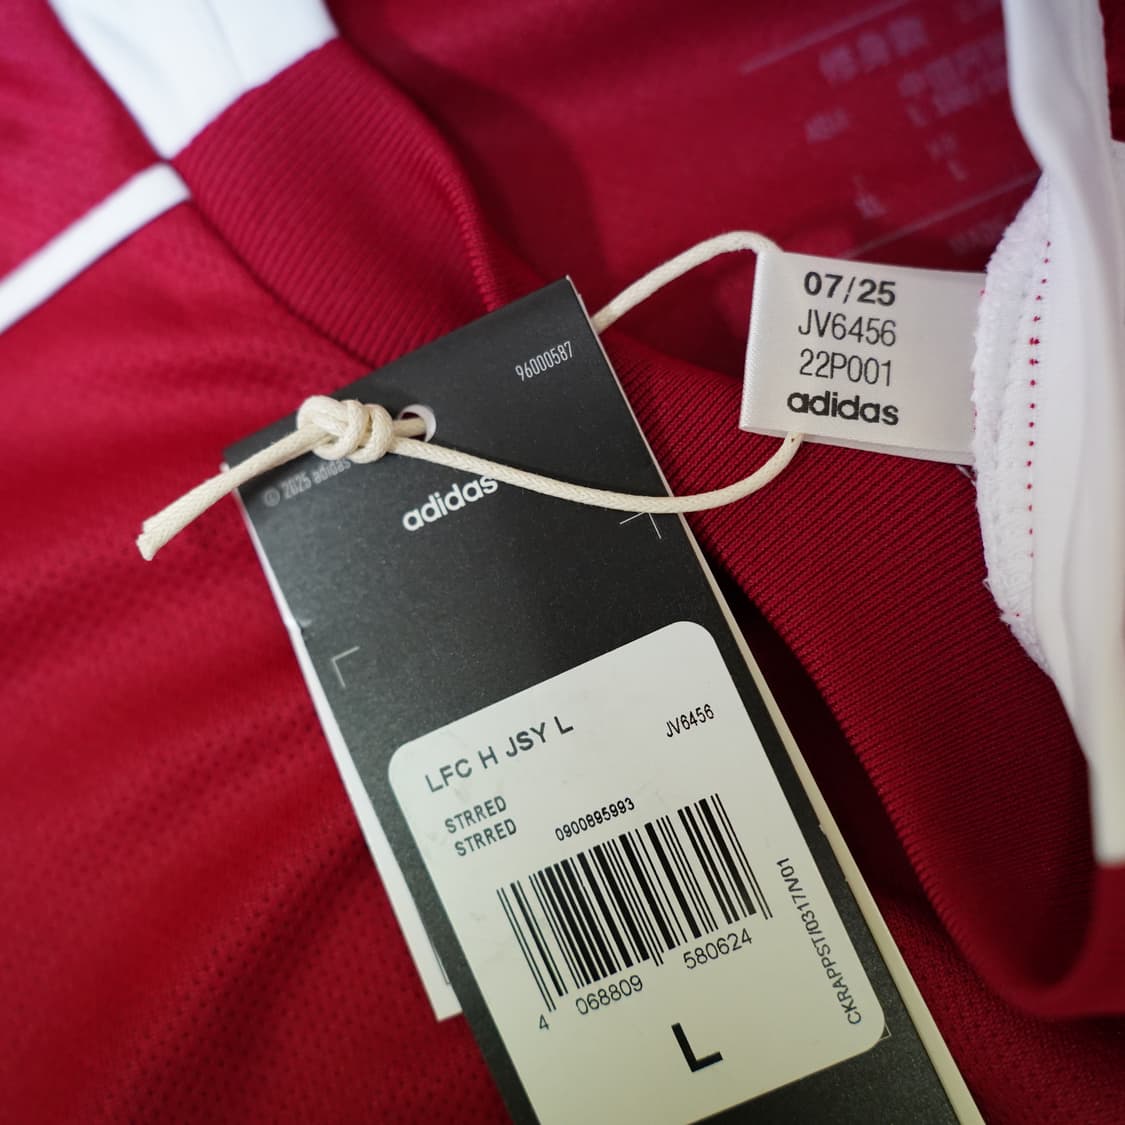 07/25
JV6456
22P001
adidas
96000587
© 2025 adidas
adidas
LFC H JSY L
JV6456
STRRED
STRRED
0900895993
4 068809 580624
CKRAPPST/0317/V01
L